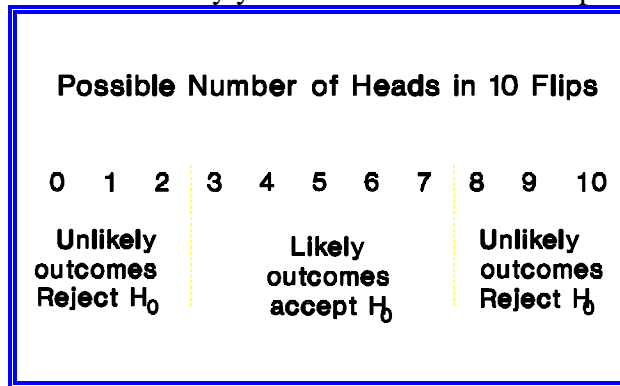 Possible Number of Heads in 10 Flips
0 1 2 3 4 5 6 7 8 9 10
Unlikely outcomes Reject H0
Likely outcomes accept H0
Unlikely outcomes Reject H0